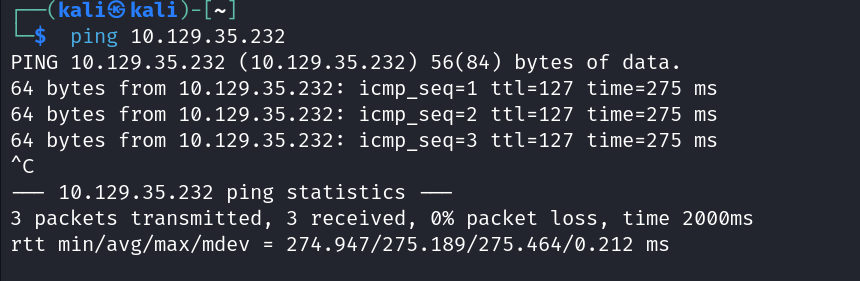 ┌──(kali㉿kali)-[~]
└─$ ping 10.129.35.232
PING 10.129.35.232 (10.129.35.232) 56(84) bytes of data.
64 bytes from 10.129.35.232: icmp_seq=1 ttl=127 time=275 ms
64 bytes from 10.129.35.232: icmp_seq=2 ttl=127 time=275 ms
64 bytes from 10.129.35.232: icmp_seq=3 ttl=127 time=275 ms
^C
--- 10.129.35.232 ping statistics ---
3 packets transmitted, 3 received, 0% packet loss, time 2000ms
rtt min/avg/max/mdev = 274.947/275.189/275.464/0.212 ms